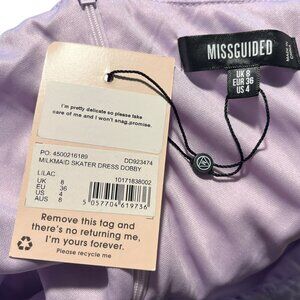 MISSGUIDED
UK 8
EUR 36
US 4
I'm pretty delicate so please take
care of me and I won't snag, promise.
PO: 4500216189 DD923474
MILKMAID SKATER DRESS DOBBY
LILAC 10171838002
UK 8
EU 36
US 4
AUS 8
5 057704 619736
Remove this tag and
there's no returning me,
I'm yours forever.
Please recycle me